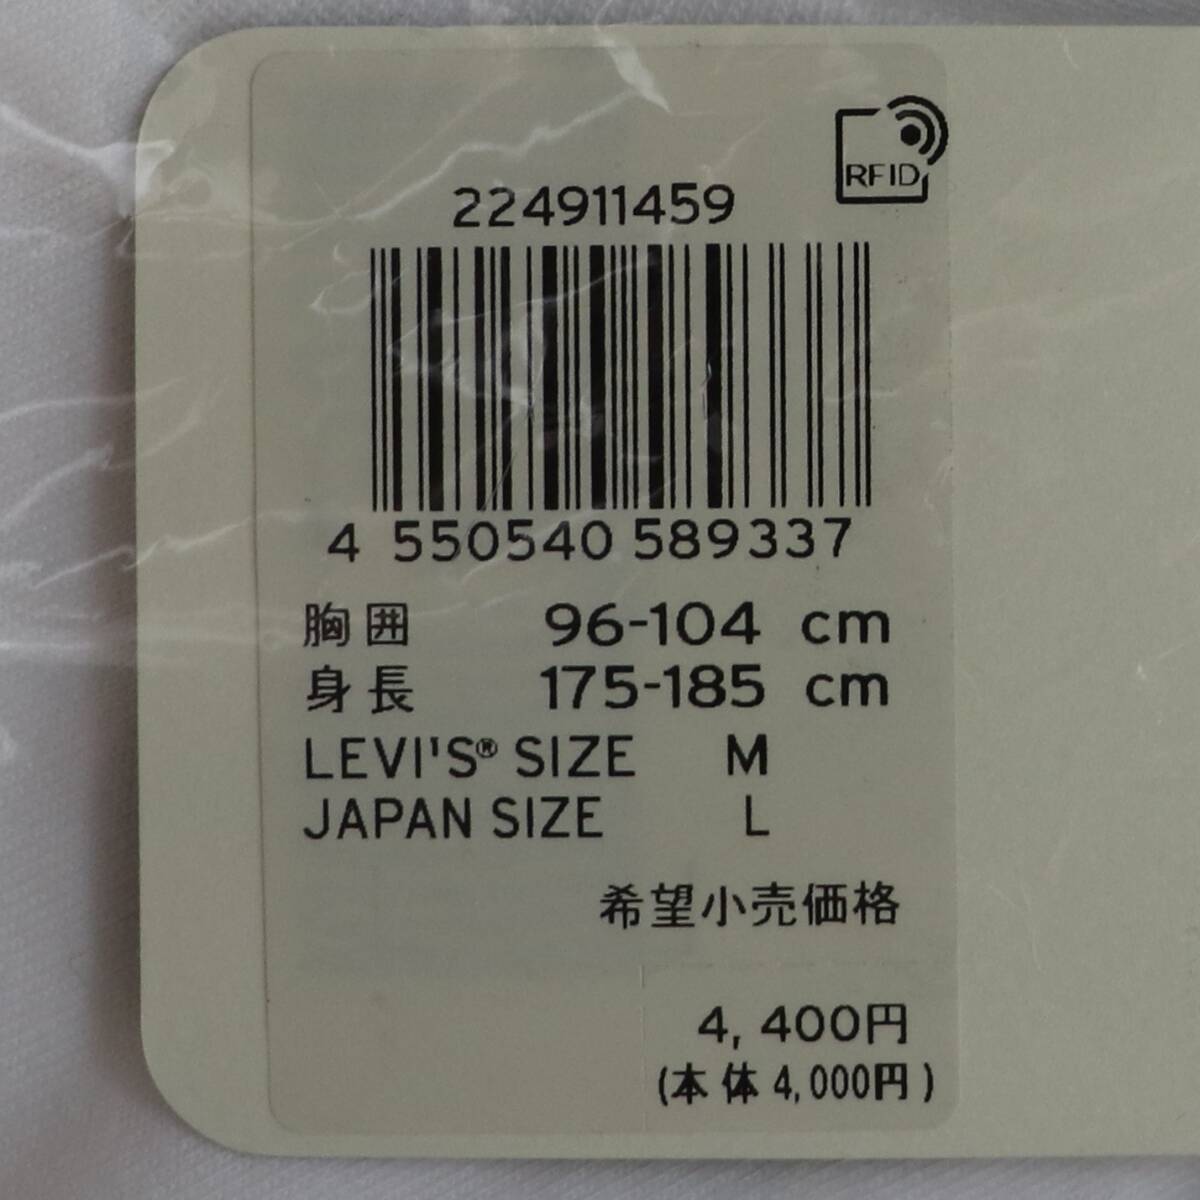 RFID
224911459
4 550540 589337
胸囲 96-104 cm
身長 175-185 cm
LEVI'S® SIZE M
JAPAN SIZE L
希望小売価格
4,400円
(本体4,000円)